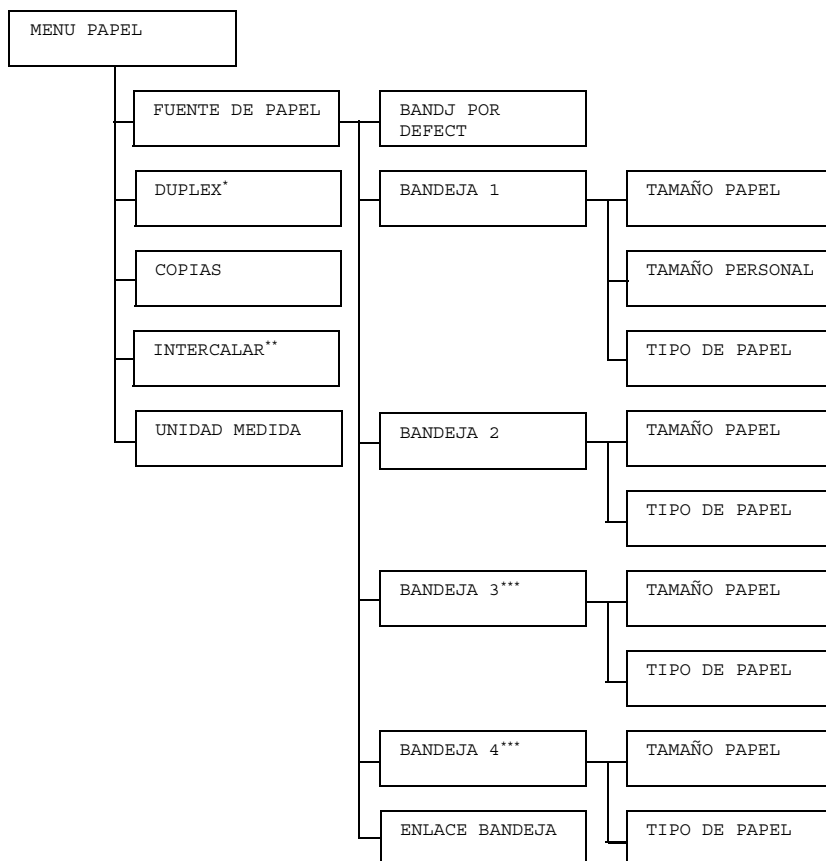 MENU PAPEL
FUENTE DE PAPEL
BANDJ POR
DEFECT
DUPLEX*
BANDEJA 1
TAMAÑO PAPEL
COPIAS
TAMAÑO PERSONAL
INTERCALAR**
TIPO DE PAPEL
UNIDAD MEDIDA
BANDEJA 2
TAMAÑO PAPEL
TIPO DE PAPEL
BANDEJA 3***
TAMAÑO PAPEL
TIPO DE PAPEL
BANDEJA 4***
TAMAÑO PAPEL
ENLACE BANDEJA
TIPO DE PAPEL